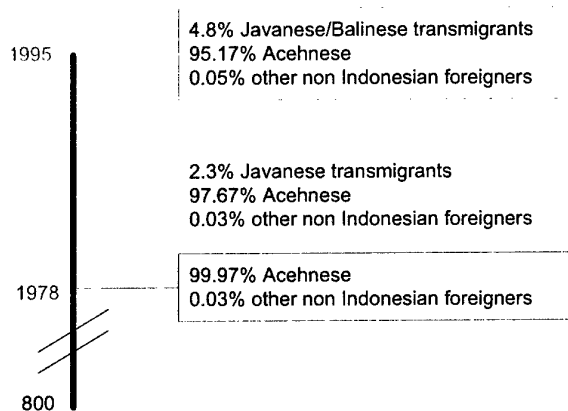 4.8% Javanese/Balinese transmigrants
1995
95.17% Acehnese
0.05% other non Indonesian foreigners
2.3% Javanese transmigrants
97.67% Acehnese
0.03% other non Indonesian foreigners
99.97% Acehnese
1978
0.03% other non Indonesian foreigners
800